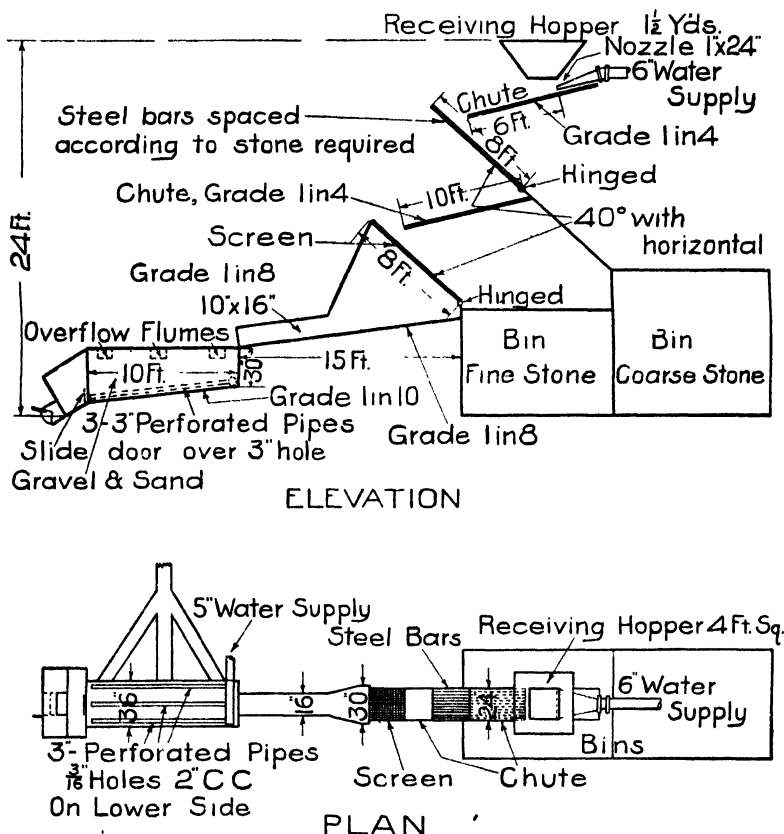 Receiving Hopper 1½ Yds.
Nozzle 1"x24"
6" Water
Supply
Chute
6 Ft.
Grade 1 in 4
Steel bars spaced
according to stone required
8 Ft.
Hinged
10 Ft.
Chute, Grade 1 in 4
40° with
horizontal
Screen
24 Ft.
Grade 1 in 8
8 Ft.
10"x16"
Hinged
Overflow Flumes
Bin
Fine Stone
Bin
Coarse Stone
10 Ft.
30"
15 Ft.
Grade 1 in 10
3-3" Perforated Pipes
Grade 1 in 8
Slide door over 3" hole
Gravel & Sand
ELEVATION
5" Water Supply
Steel Bars
Receiving Hopper 4 Ft. Sq.
36"
16"
30"
24"
6" Water
Supply
3"-Perforated Pipes
3/16" Holes 2" C C
On Lower Side
Bins
Screen
Chute
PLAN